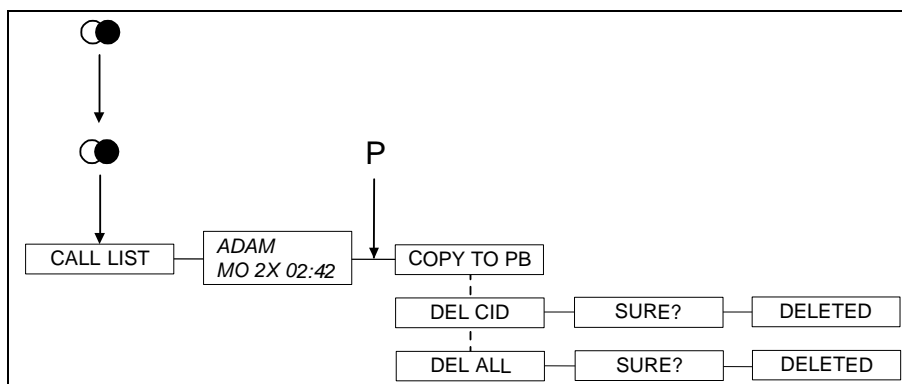 P
CALL LIST
ADAM
MO 2X 02:42
COPY TO PB
DEL CID
SURE?
DELETED
DEL ALL
SURE?
DELETED